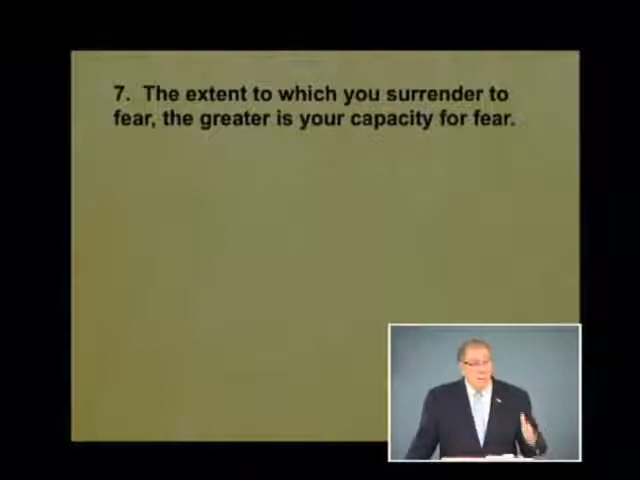 7. The extent to which you surrender to
fear, the greater is your capacity for fear.